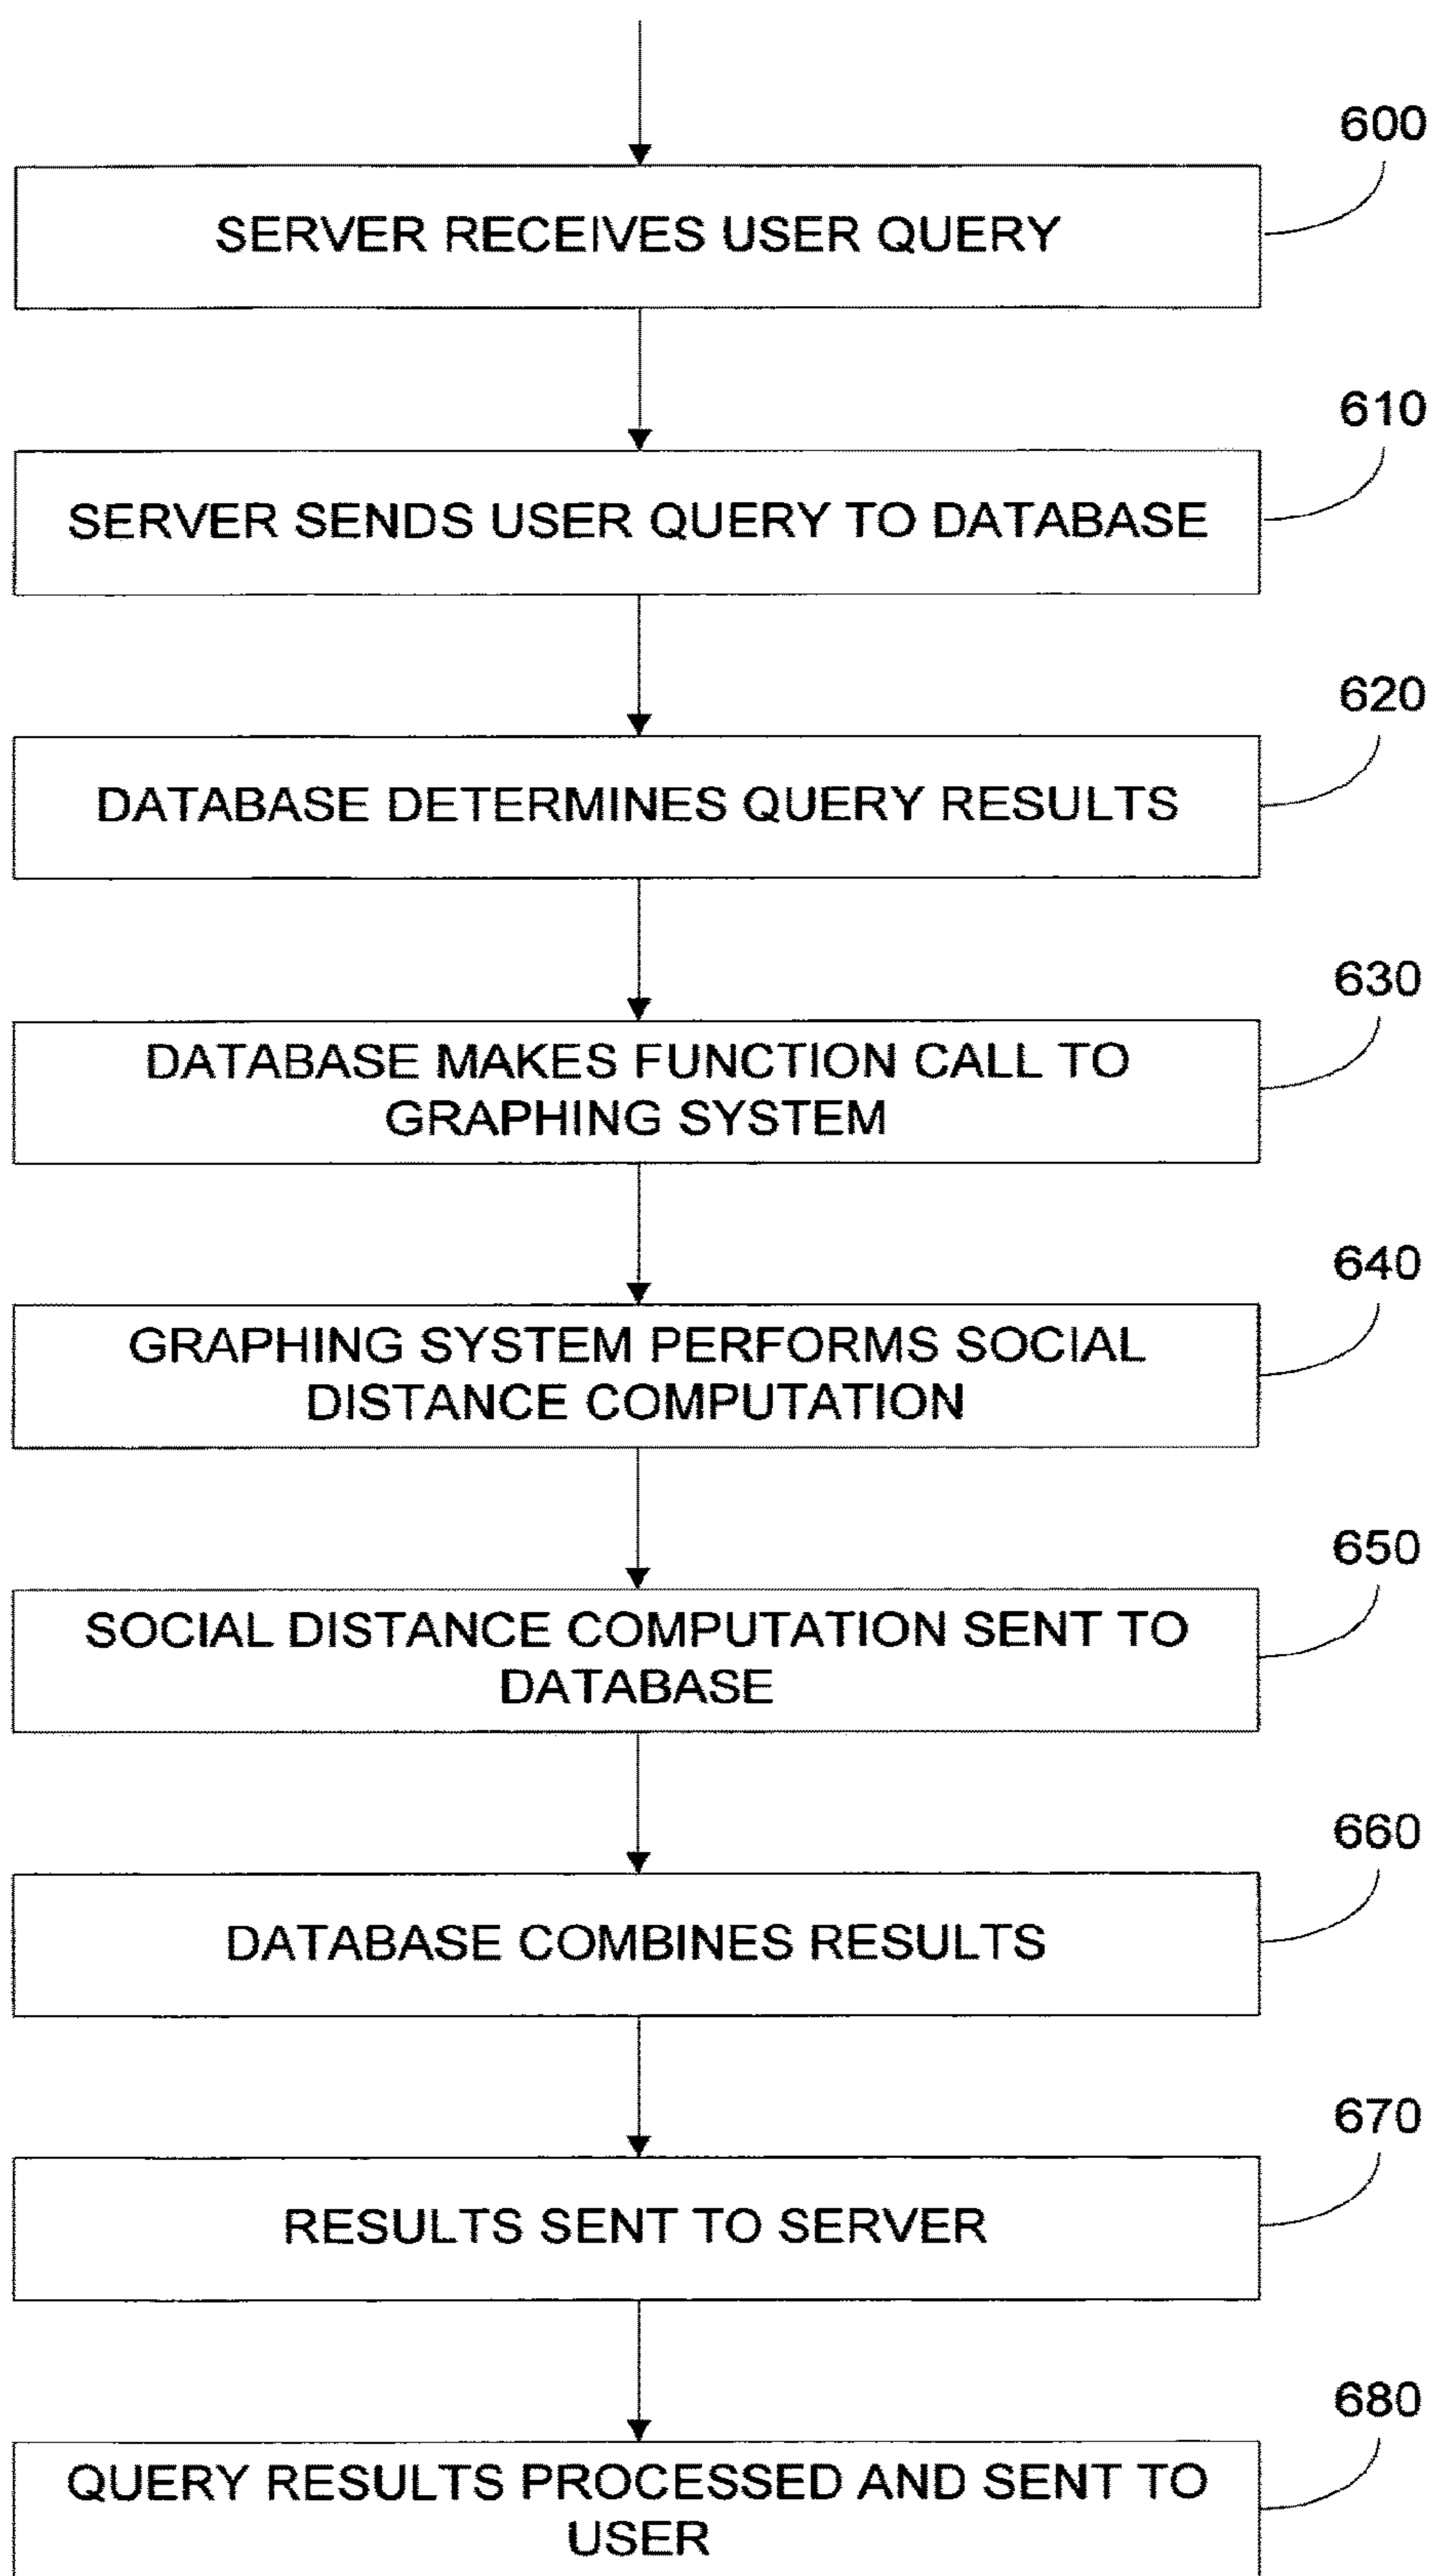 600
SERVER RECEIVES USER QUERY
610
SERVER SENDS USER QUERY TO DATABASE
620
DATABASE DETERMINES QUERY RESULTS
630
DATABASE MAKES FUNCTION CALL TO
GRAPHING SYSTEM
640
GRAPHING SYSTEM PERFORMS SOCIAL
DISTANCE COMPUTATION
650
SOCIAL DISTANCE COMPUTATION SENT TO
DATABASE
660
DATABASE COMBINES RESULTS
670
RESULTS SENT TO SERVER
680
QUERY RESULTS PROCESSED AND SENT TO
USER